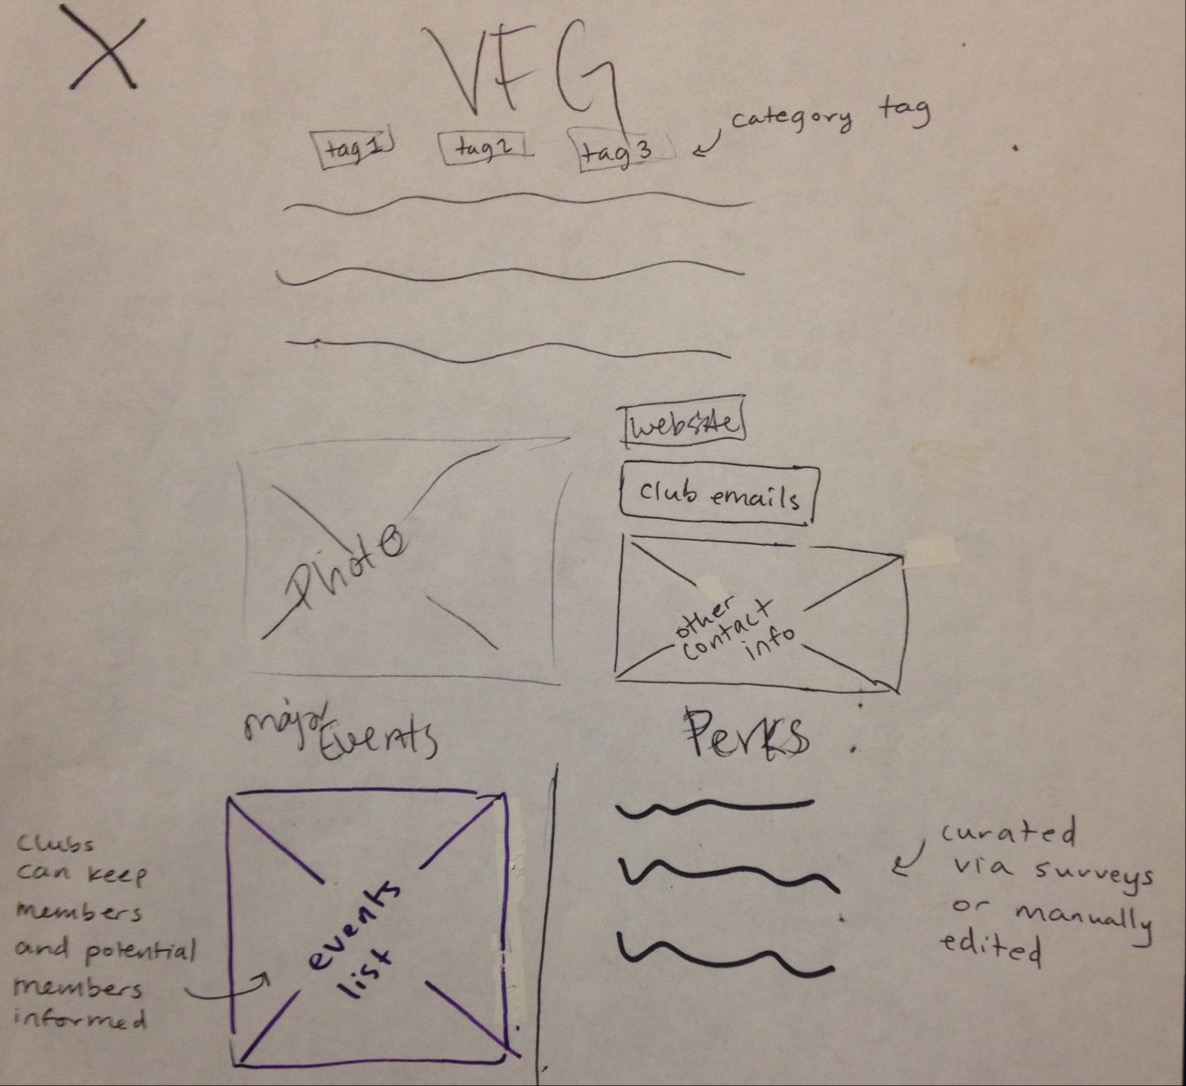 VFG
tag1 tag2 tag3
category tag
website
club emails
Photo
other
contact
info
major Events
Perks
clubs
can keep
members
and potential
members
informed
events
list
curated
via surveys
or manually
edited